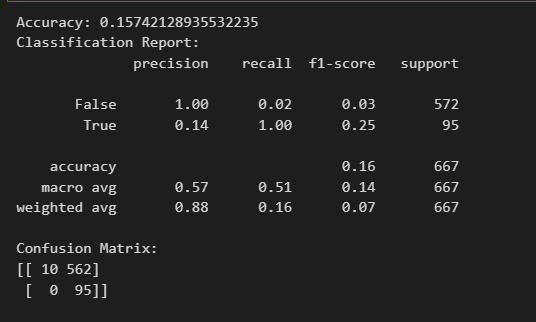 Accuracy: 0.15742128935532235
Classification Report:
              precision    recall  f1-score   support

       False       1.00      0.02      0.03       572
        True       0.14      1.00      0.25        95

    accuracy                           0.16       667
   macro avg       0.57      0.51      0.14       667
weighted avg       0.88      0.16      0.07       667

Confusion Matrix:
[[ 10 562]
 [  0  95]]